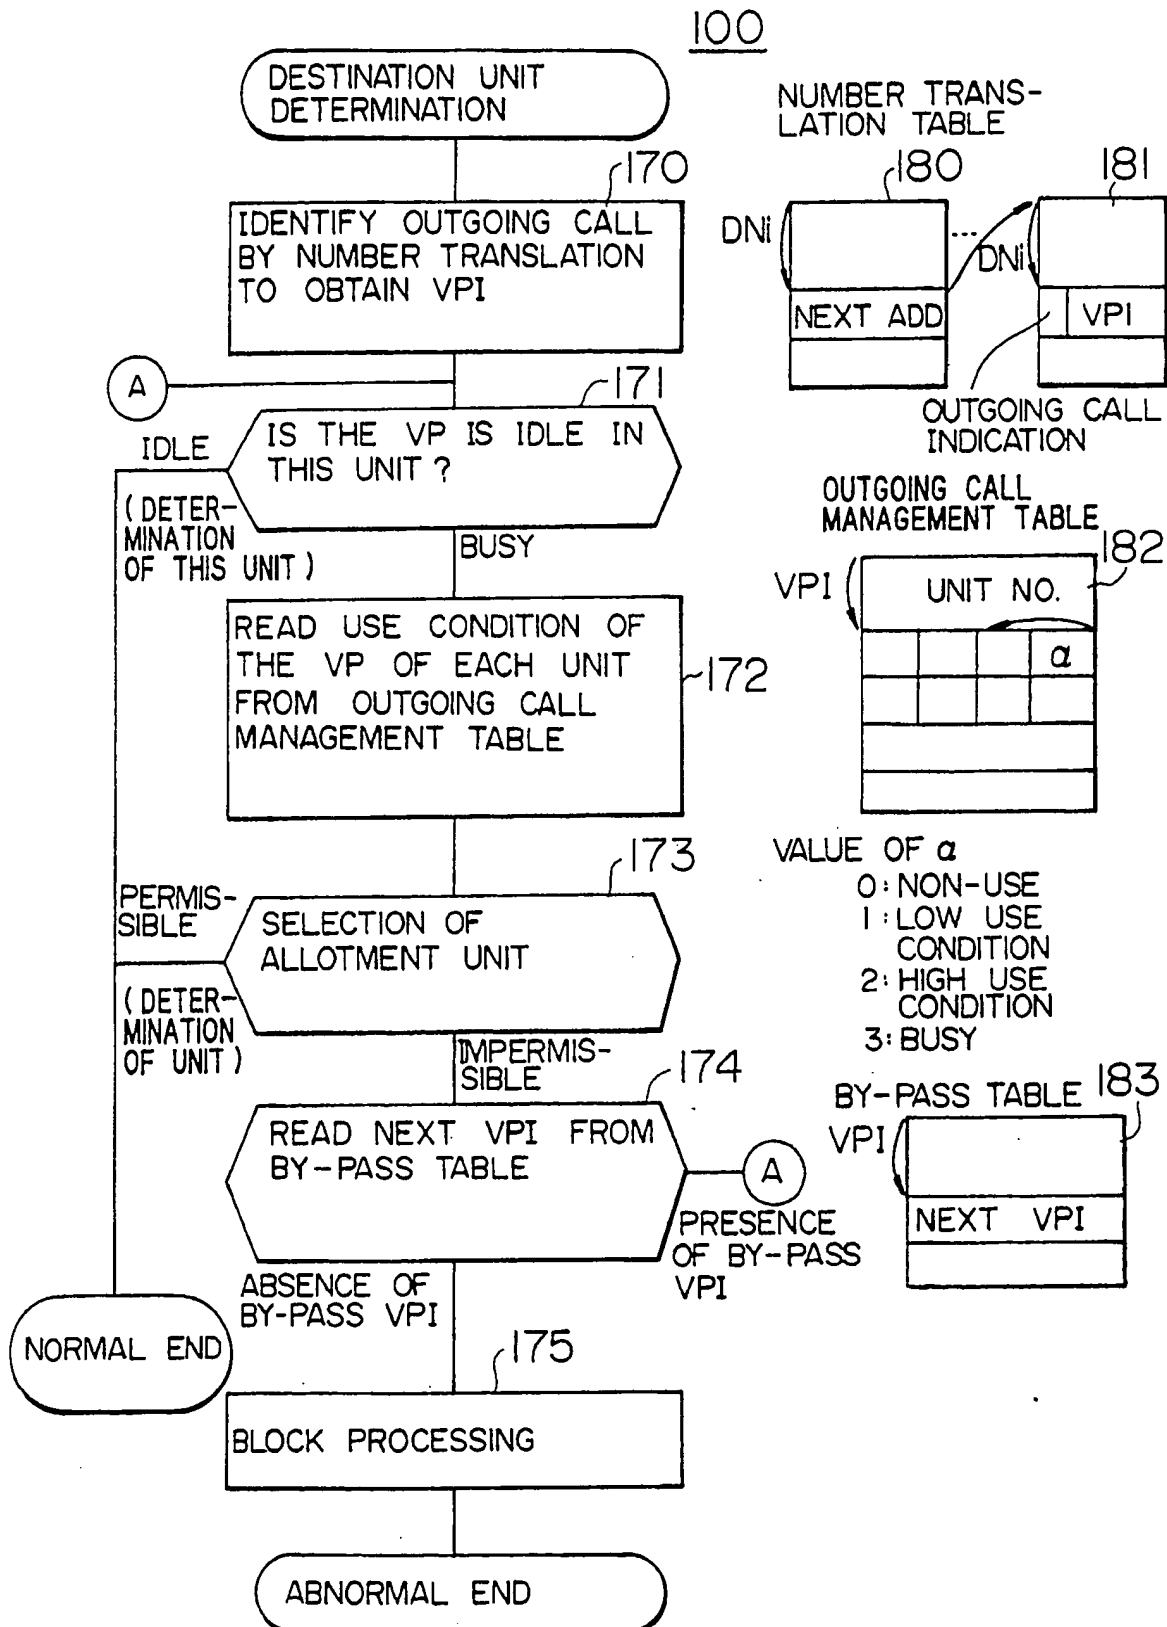 100
DESTINATION UNIT
DETERMINATION
170
IDENTIFY OUTGOING CALL
BY NUMBER TRANSLATION
TO OBTAIN VPI
A
171
IS THE VP IS IDLE IN
THIS UNIT ?
IDLE
(DETER-
MINATION
OF THIS UNIT)
BUSY
READ USE CONDITION OF
THE VP OF EACH UNIT
FROM OUTGOING CALL
MANAGEMENT TABLE
172
173
SELECTION OF
ALLOTMENT UNIT
PERMIS-
SIBLE
(DETER-
MINATION
OF UNIT)
IMPERMIS-
SIBLE
174
READ NEXT VPI FROM
BY-PASS TABLE
A
PRESENCE
OF BY-PASS
VPI
ABSENCE OF
BY-PASS VPI
NORMAL END
175
BLOCK PROCESSING
ABNORMAL END
NUMBER TRANS-
LATION TABLE
180
181
DNi
...
DNi
NEXT ADD
VPI
OUTGOING CALL
INDICATION
OUTGOING CALL
MANAGEMENT TABLE
182
VPI
UNIT NO.
α
VALUE OF α
0: NON-USE
1: LOW USE
CONDITION
2: HIGH USE
CONDITION
3: BUSY
BY-PASS TABLE
183
VPI
NEXT VPI